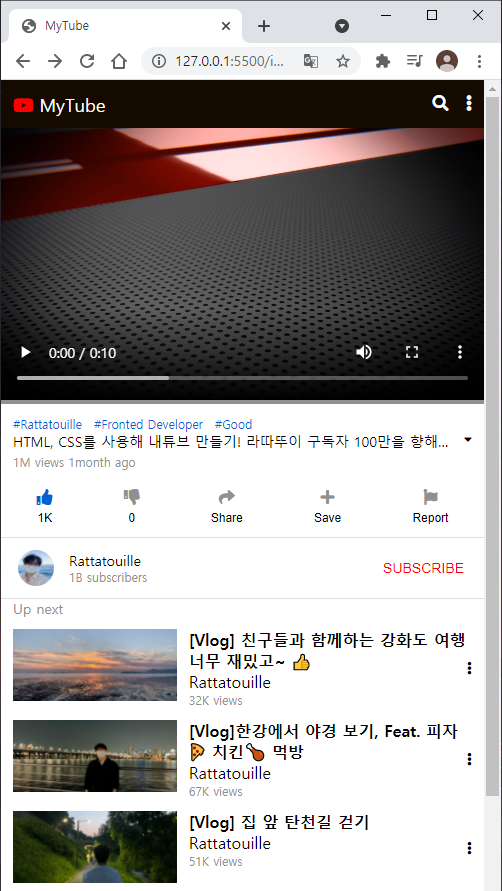 MyTube
127.0.0.1:5500/i...
MyTube
0:00 / 0:10
#Rattatouille #Fronted Developer #Good
HTML, CSS를 사용해 내튜브 만들기! 라따뚜이 구독자 100만을 향해...
1M views 1month ago
1K 0 Share Save Report
Rattatouille
1B subscribers
SUBSCRIBE
Up next
[Vlog] 친구들과 함께하는 강화도 여행
너무 재밌고~ 👍
Rattatouille
32K views
[Vlog]한강에서 야경 보기, Feat. 피자
🍕 치킨🍗 먹방
Rattatouille
67K views
[Vlog] 집 앞 탄천길 걷기
Rattatouille
51K views